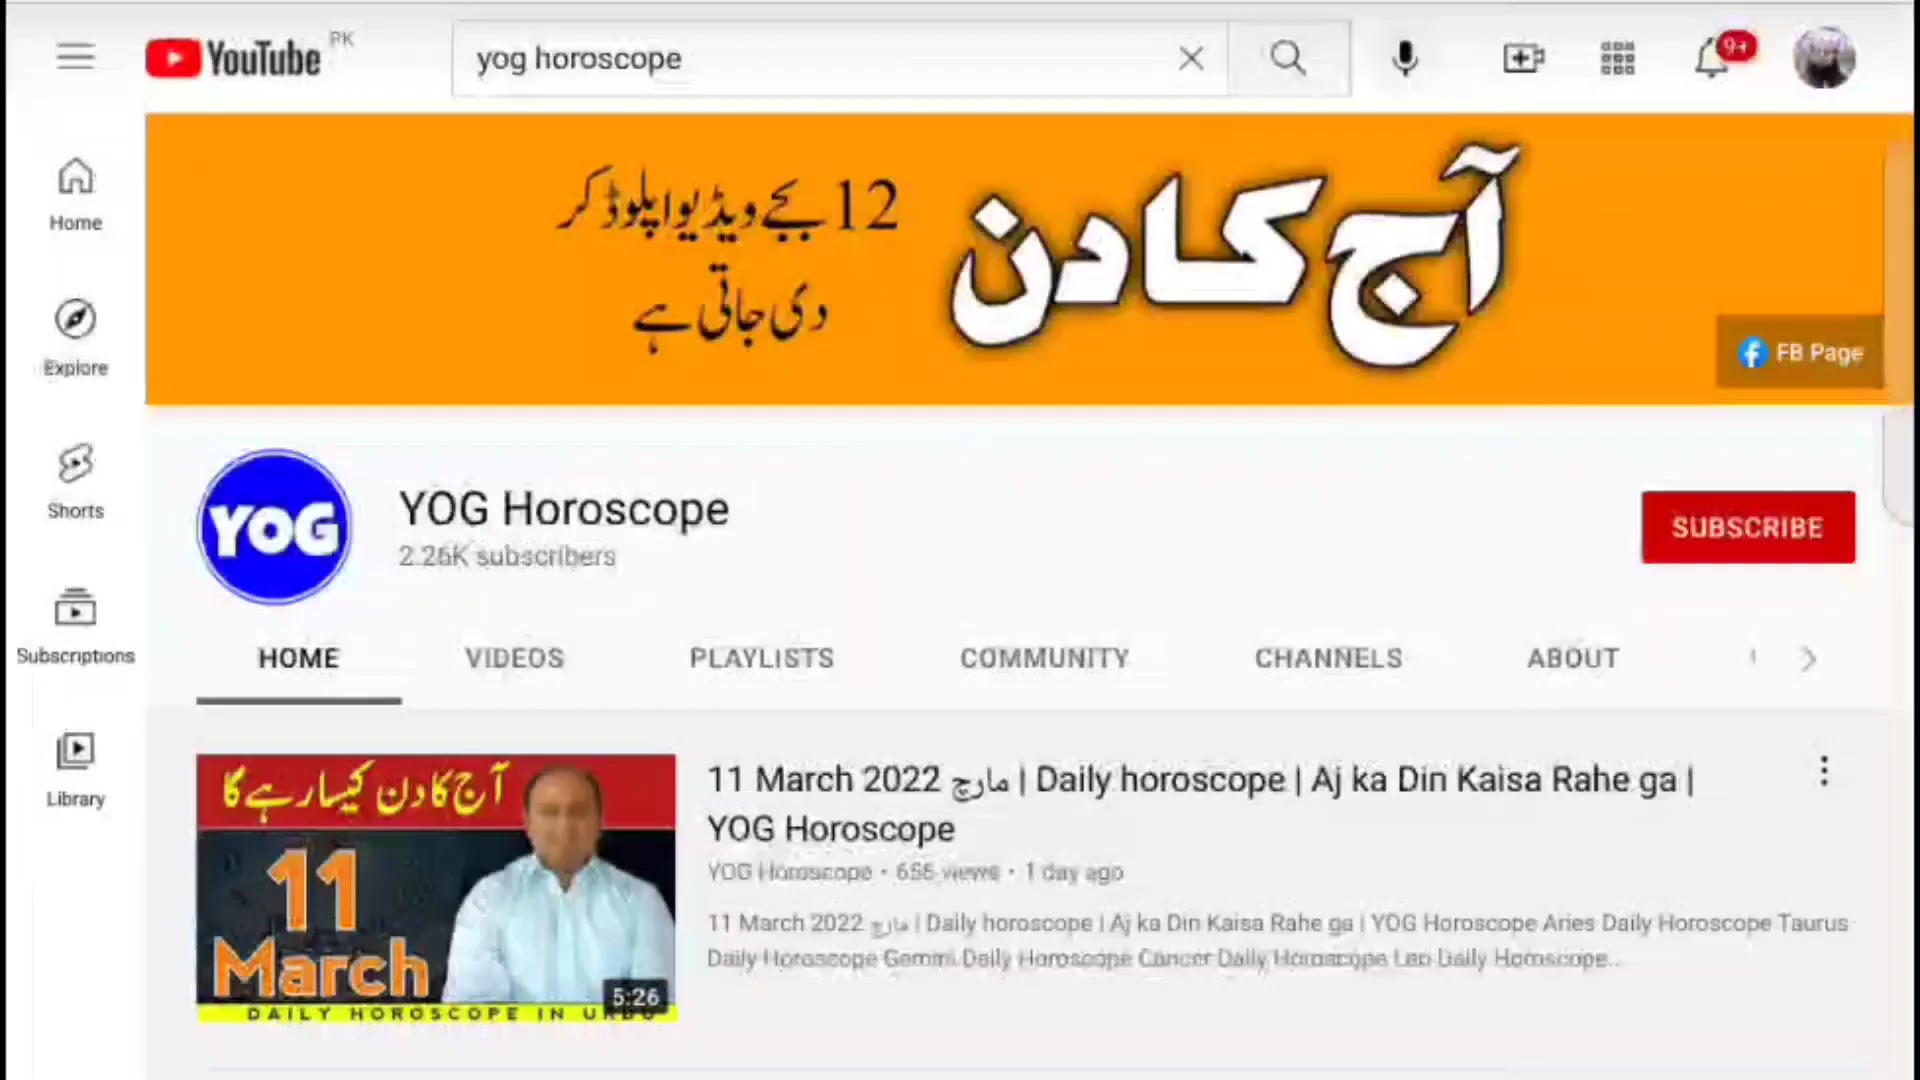 YouTube PK
yog horoscope
9+
آج کا دن
12 بجے ویڈیو اپلوڈ کر
دی جاتی ہے
FB Page
Home
Explore
Shorts
Subscriptions
Library
YOG
YOG Horoscope
2.26K subscribers
SUBSCRIBE
HOME
VIDEOS
PLAYLISTS
COMMUNITY
CHANNELS
ABOUT
آج کا دن کیسا رہے گا
11
March
5:26
DAILY HOROSCOPE IN URDU
11 March 2022 مارچ | Daily horoscope | Aj ka Din Kaisa Rahe ga |
YOG Horoscope
YOG Horoscope • 656 views • 1 day ago
11 March 2022 مارچ | Daily horoscope | Aj ka Din Kaisa Rahe ga | YOG Horoscope Aries Daily Horoscope Taurus
Daily Horoscope Gemini Daily Horoscope Cancer Daily Horoscope Leo Daily Horoscope...